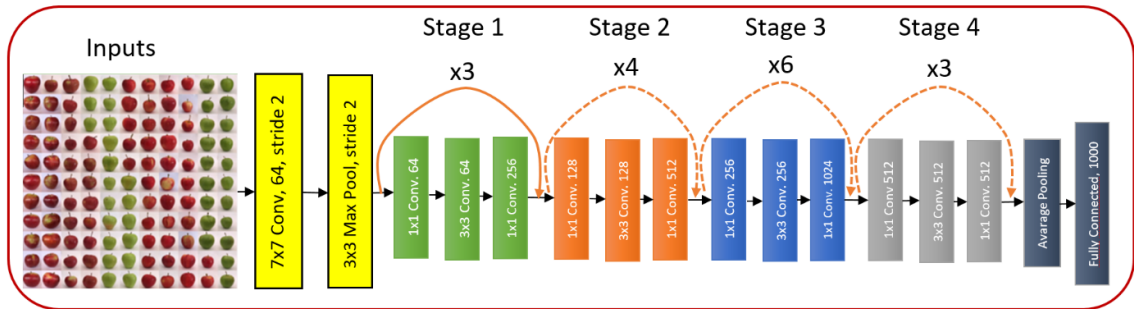 Inputs
Stage 1
Stage 2
Stage 3
Stage 4
x3
x4
x6
x3
7x7 Conv, 64, stride 2
3x3 Max Pool, stride 2
1x1 Conv. 64
3x3 Conv. 64
1x1 Conv. 256
1x1 Conv. 128
3x3 Conv. 128
1x1 Conv. 512
1x1 Conv. 256
3x3 Conv. 256
1x1 Conv. 1024
1x1 Conv. 512
3x3 Conv. 512
1x1 Conv. 512
Avarage Pooling
Fully Connected, 1000